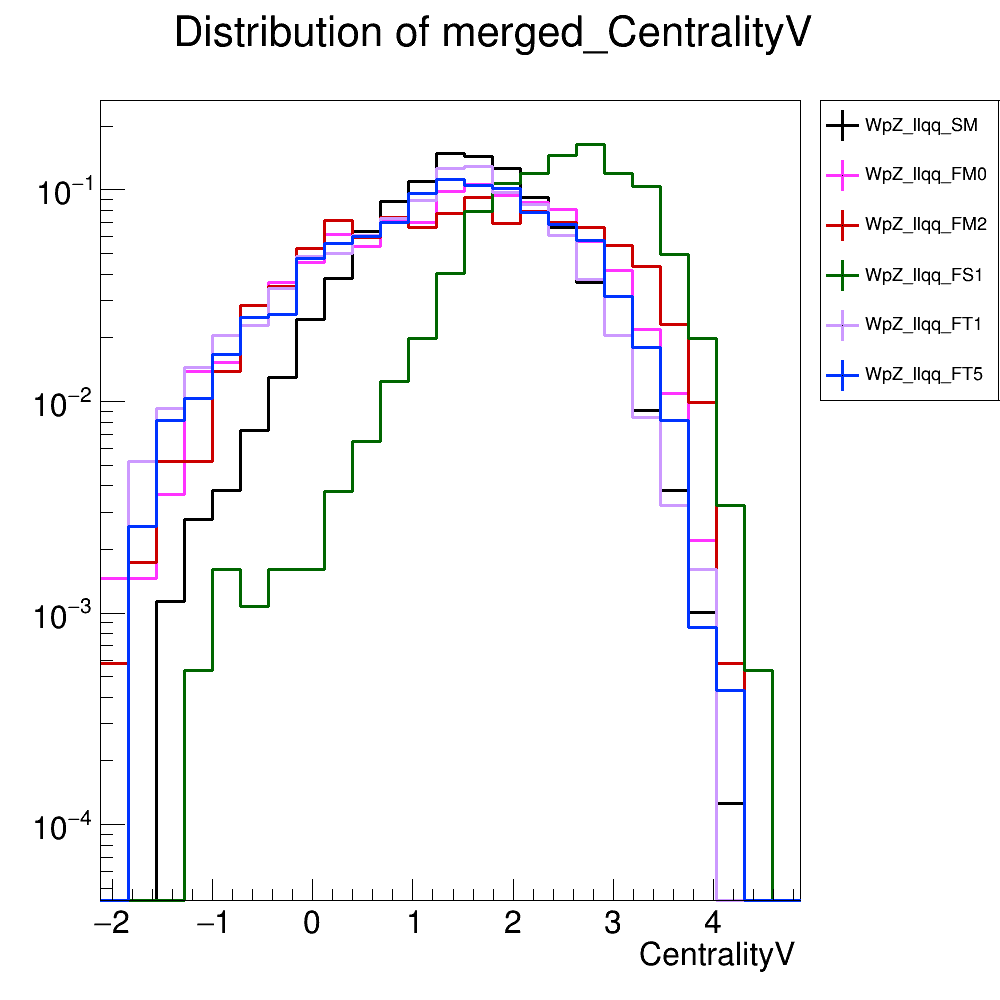 Distribution of merged_CentralityV
WpZ_llqq_SM
WpZ_llqq_FM0
WpZ_llqq_FM2
WpZ_llqq_FS1
WpZ_llqq_FT1
WpZ_llqq_FT5
10⁻¹
10⁻²
10⁻³
10⁻⁴
−2 −1 0 1 2 3 4
CentralityV